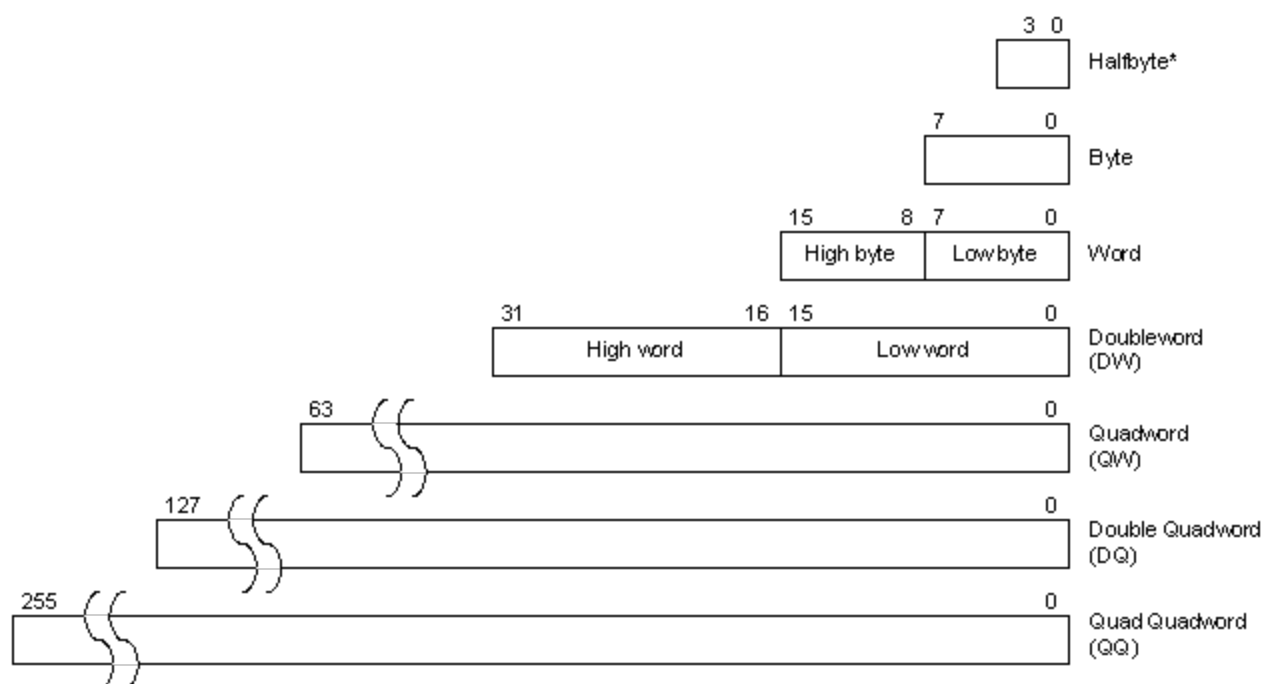 3 0
Halfbyte*
7 0
Byte
15 8 7 0
High byte Low byte Word
31 16 15 0
High word Low word Doubleword
(DW)
63 0
Quadword
(QW)
127 0
Double Quadword
(DQ)
255 0
Quad Quadword
(QQ)